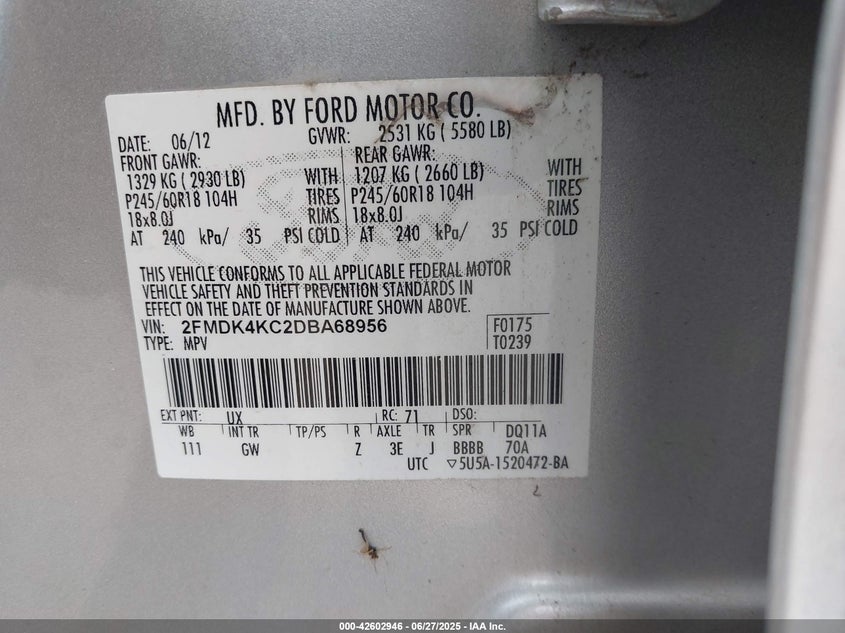 MFD. BY FORD MOTOR CO.
DATE: 06/12 GVWR: 2531 KG ( 5580 LB)
FRONT GAWR: REAR GAWR:
1329 KG ( 2930 LB) WITH 1207 KG ( 2660 LB) WITH
P245/60R18 104H TIRES P245/60R18 104H TIRES
18x8.0J RIMS 18x8.0J RIMS
AT 240 kPa/ 35 PSI COLD AT 240 kPa/ 35 PSI COLD
THIS VEHICLE CONFORMS TO ALL APPLICABLE FEDERAL MOTOR
VEHICLE SAFETY AND THEFT PREVENTION STANDARDS IN
EFFECT ON THE DATE OF MANUFACTURE SHOWN ABOVE.
VIN: 2FMDK4KC2DBA68956 F0175
TYPE: MPV T0239
EXT PNT: UX RC: 71 DSO:
WB INT TR TP/PS R AXLE TR SPR DQ11A
111 GW Z 3E J BBBB 70A
UTC ▽5U5A-1520472-BA
000-42602946 - 06/27/2025 - IAA Inc.